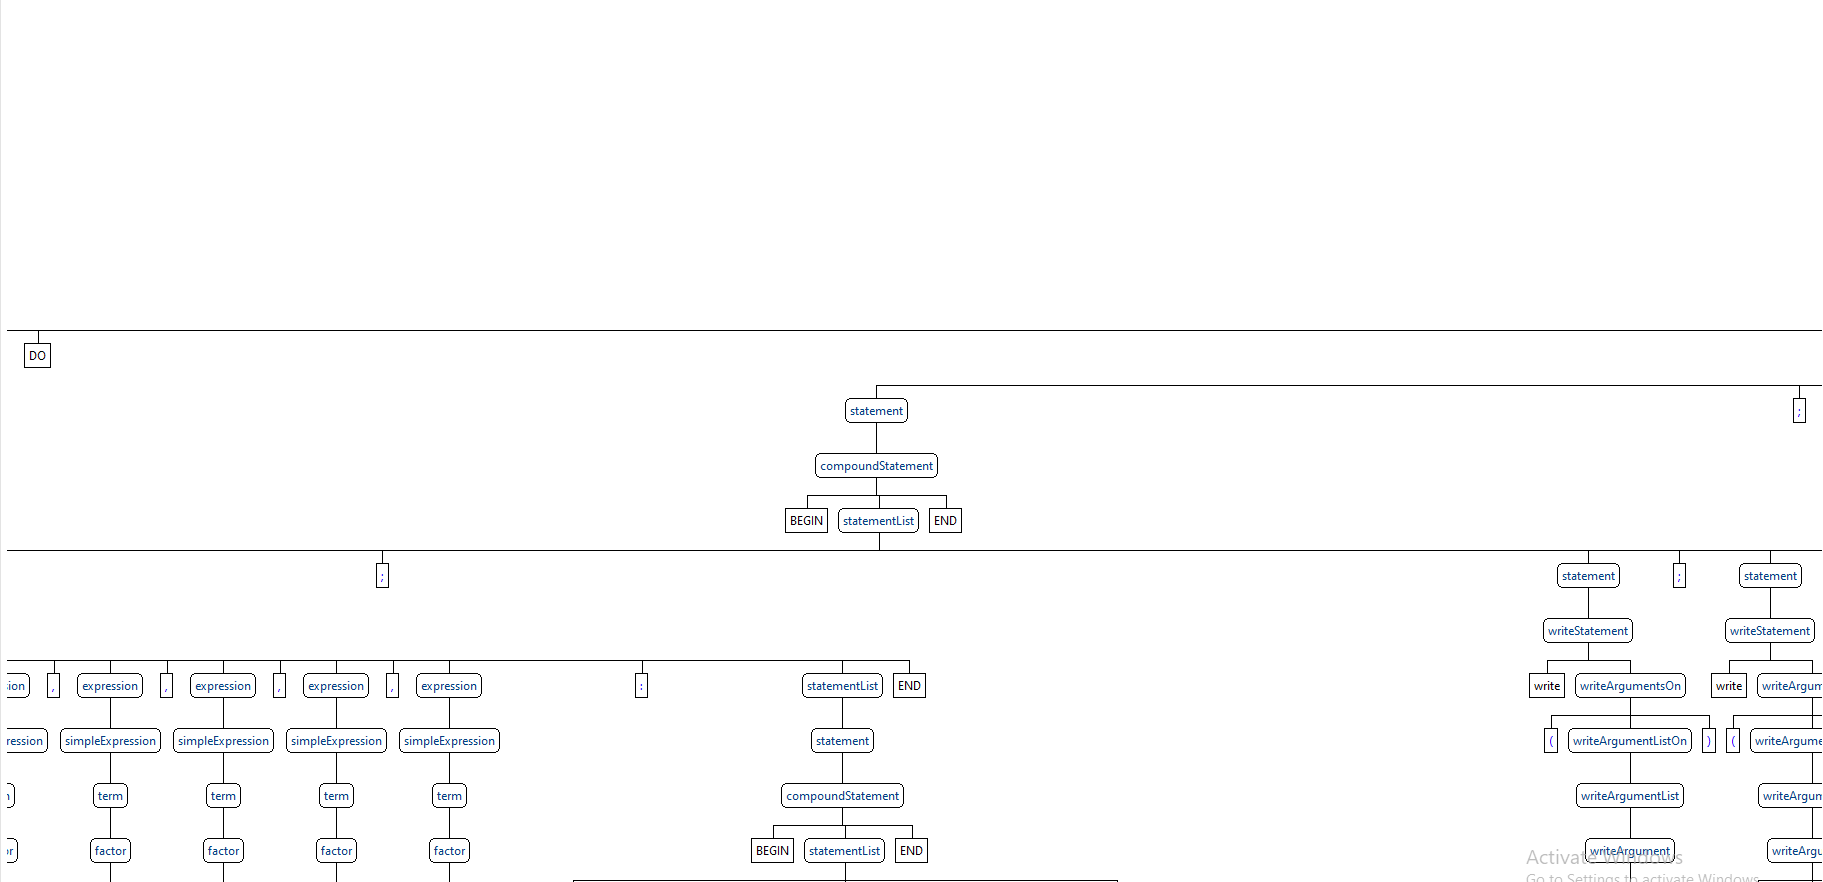 DO
statement ;
compoundStatement
BEGIN statementList END
; statement ; statement
writeStatement writeStatement
sion , expression , expression , expression , expression : statementList END write writeArgumentsOn write writeArgum
ression simpleExpression simpleExpression simpleExpression simpleExpression statement ( writeArgumentListOn ) ( writeArgume
term term term term compoundStatement writeArgumentList writeArgum
or factor factor factor factor BEGIN statementList END writeArgument writeArgu
Activate Windows
Go to Settings to activate Windows.